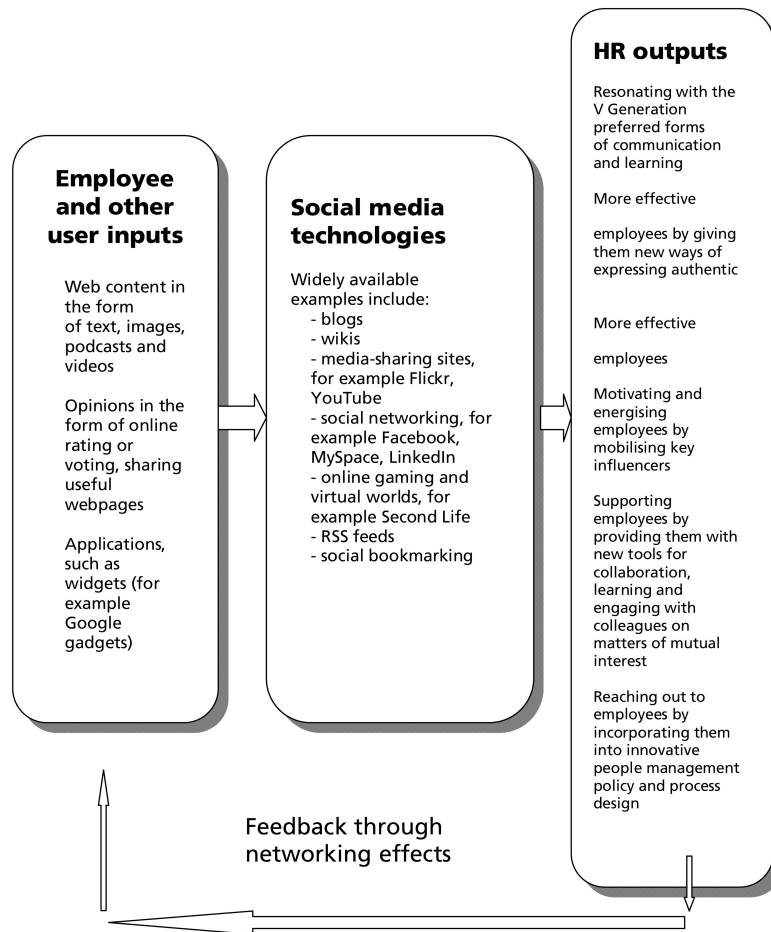 Employee
and other
user inputs
Web content in
the form
of text, images,
podcasts and
videos
Opinions in the
form of online
rating or
voting, sharing
useful
webpages
Applications,
such as
widgets (for
example
Google
gadgets)
Social media
technologies
Widely available
examples include:
- blogs
- wikis
- media-sharing sites,
for example Flickr,
YouTube
- social networking, for
example Facebook,
MySpace, LinkedIn
- online gaming and
virtual worlds, for
example Second Life
- RSS feeds
- social bookmarking
HR outputs
Resonating with the
V Generation
preferred forms
of communication
and learning
More effective
employees by giving
them new ways of
expressing authentic
More effective
employees
Motivating and
energising
employees by
mobilising key
influencers
Supporting
employees by
providing them with
new tools for
collaboration,
learning and
engaging with
colleagues on
matters of mutual
interest
Reaching out to
employees by
incorporating them
into innovative
people management
policy and process
design
Feedback through
networking effects